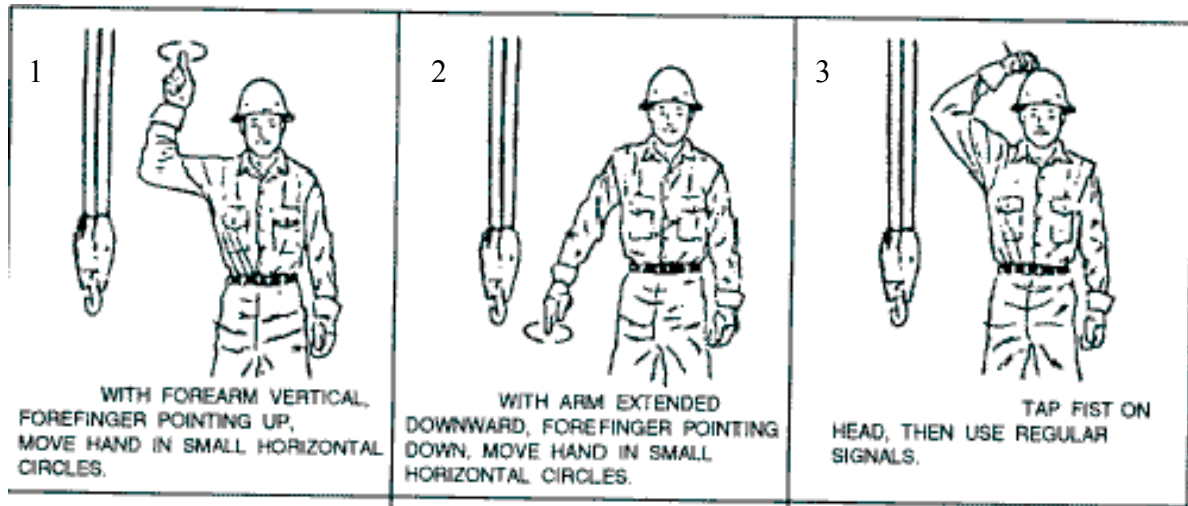 1
WITH FOREARM VERTICAL,
FOREFINGER POINTING UP,
MOVE HAND IN SMALL HORIZONTAL
CIRCLES.
2
WITH ARM EXTENDED
DOWNWARD, FOREFINGER POINTING
DOWN, MOVE HAND IN SMALL
HORIZONTAL CIRCLES.
3
TAP FIST ON
HEAD, THEN USE REGULAR
SIGNALS.